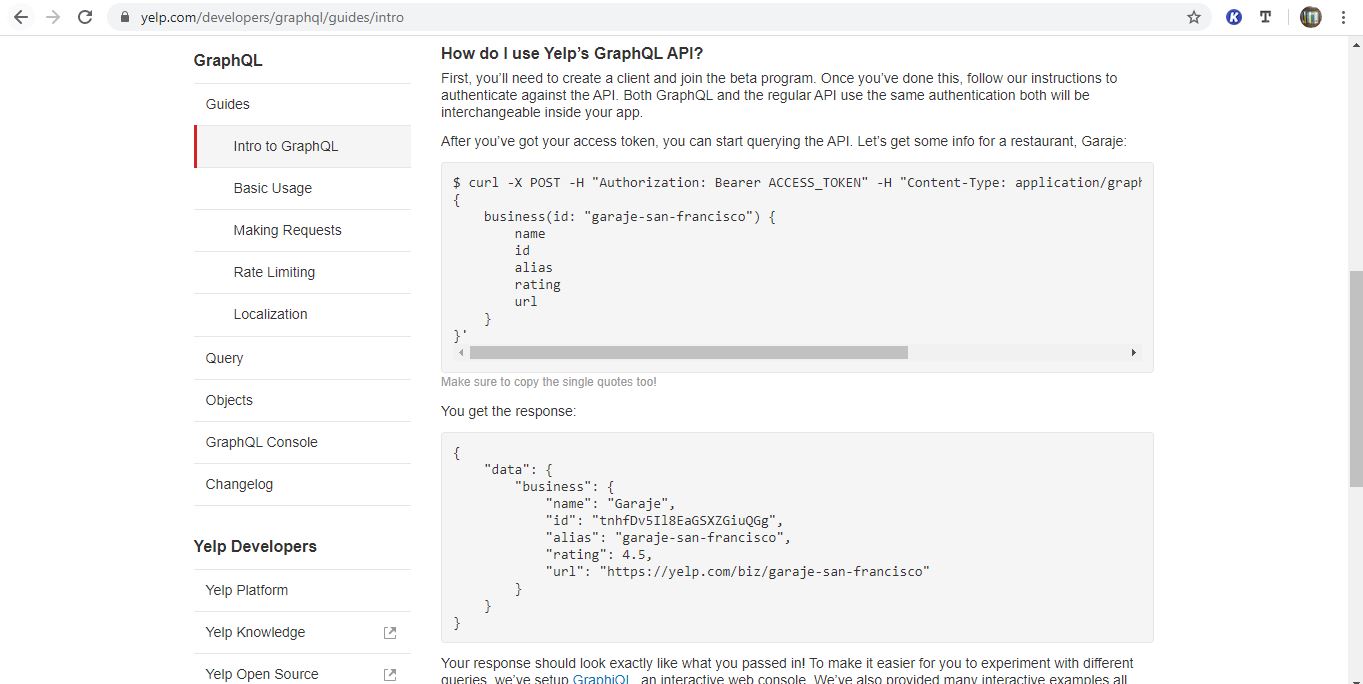 yelp.com/developers/graphql/guides/intro
GraphQL
Guides
Intro to GraphQL
Basic Usage
Making Requests
Rate Limiting
Localization
Query
Objects
GraphQL Console
Changelog
Yelp Developers
Yelp Platform
Yelp Knowledge
Yelp Open Source
How do I use Yelp's GraphQL API?
First, you'll need to create a client and join the beta program. Once you've done this, follow our instructions to
authenticate against the API. Both GraphQL and the regular API use the same authentication both will be
interchangeable inside your app.
After you've got your access token, you can start querying the API. Let's get some info for a restaurant, Garaje:
$ curl -X POST -H "Authorization: Bearer ACCESS_TOKEN" -H "Content-Type: application/graph
{
    business(id: "garaje-san-francisco") {
        name
        id
        alias
        rating
        url
    }
}'
Make sure to copy the single quotes too!
You get the response:
{
    "data": {
        "business": {
            "name": "Garaje",
            "id": "tnhfDv5Il8EaGSXZGiuQGg",
            "alias": "garaje-san-francisco",
            "rating": 4.5,
            "url": "https://yelp.com/biz/garaje-san-francisco"
        }
    }
}
Your response should look exactly like what you passed in! To make it easier for you to experiment with different
queries, we've setup GraphiQL, an interactive web console. We've also provided many interactive examples all